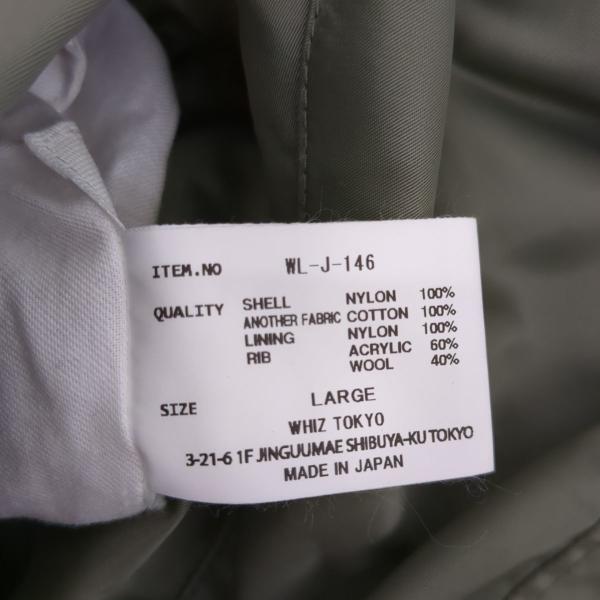 ITEM.NO WL-J-146
QUALITY SHELL NYLON 100%
ANOTHER FABRIC COTTON 100%
LINING NYLON 100%
RIB ACRYLIC 60%
WOOL 40%
SIZE LARGE
WHIZ TOKYO
3-21-6 1F JINGUUMAE SHIBUYA-KU TOKYO
MADE IN JAPAN